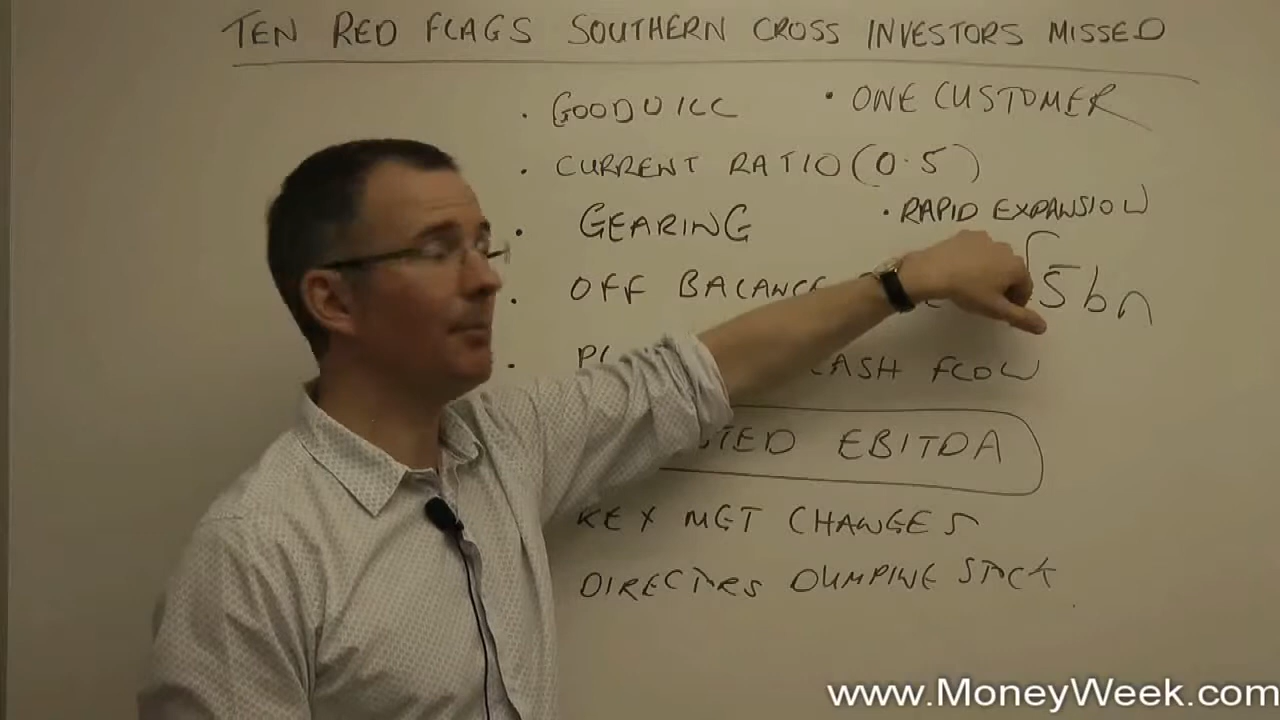 TEN RED FLAGS SOUTHERN CROSS INVESTORS MISSED
• GOODWILL
• ONE CUSTOMER
• CURRENT RATIO (0.5)
• GEARING
• RAPID EXPANSION
• OFF BALANCE
5bn
• CASH FLOW
EBITDA
KEY MGT CHANGES
DIRECTORS DUMPING STOCK
www.MoneyWeek.com